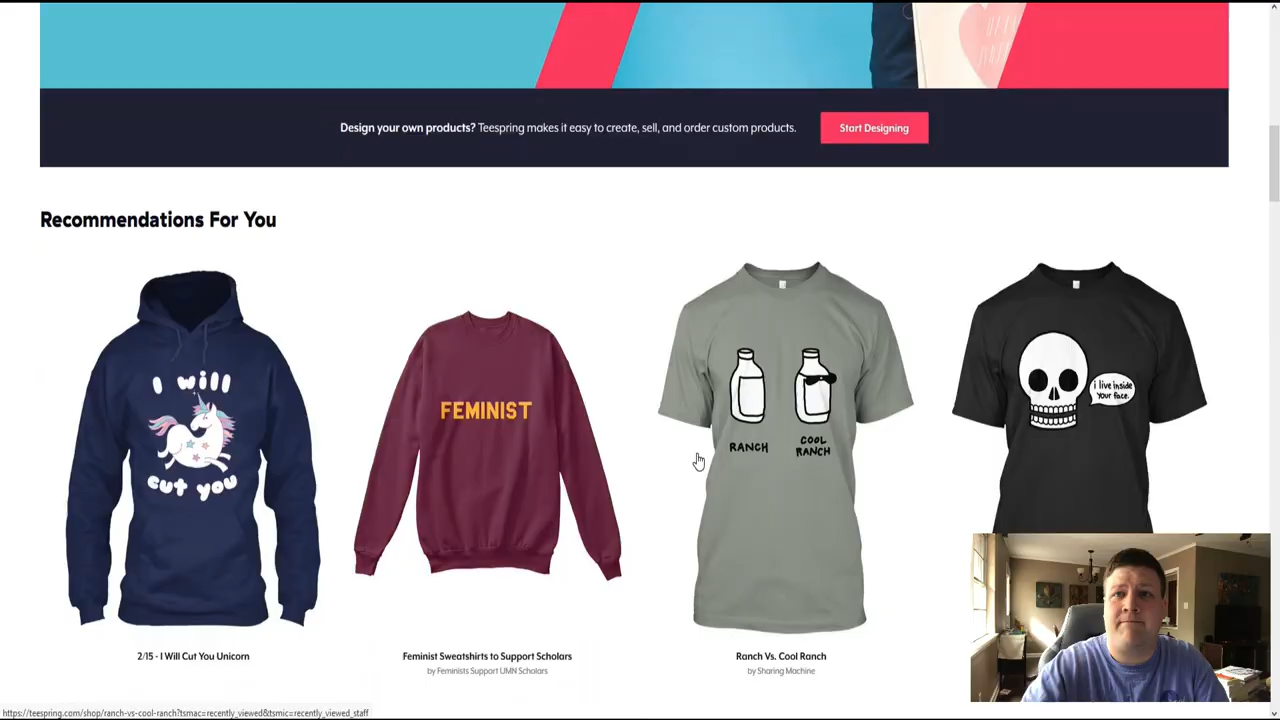 Design your own products? Teespring makes it easy to create, sell, and order custom products.
Start Designing
Recommendations For You
I will
cut you
FEMINIST
RANCH
COOL
RANCH
i live inside
your face.
2/15 - I Will Cut You Unicorn
Feminist Sweatshirts to Support Scholars
by Feminists Support UMN Scholars
Ranch Vs. Cool Ranch
by Sharing Machine
https://teespring.com/shop/ranch-vs-cool-ranch?tsmac=recently_viewed&tsmic=recently_viewed_staff